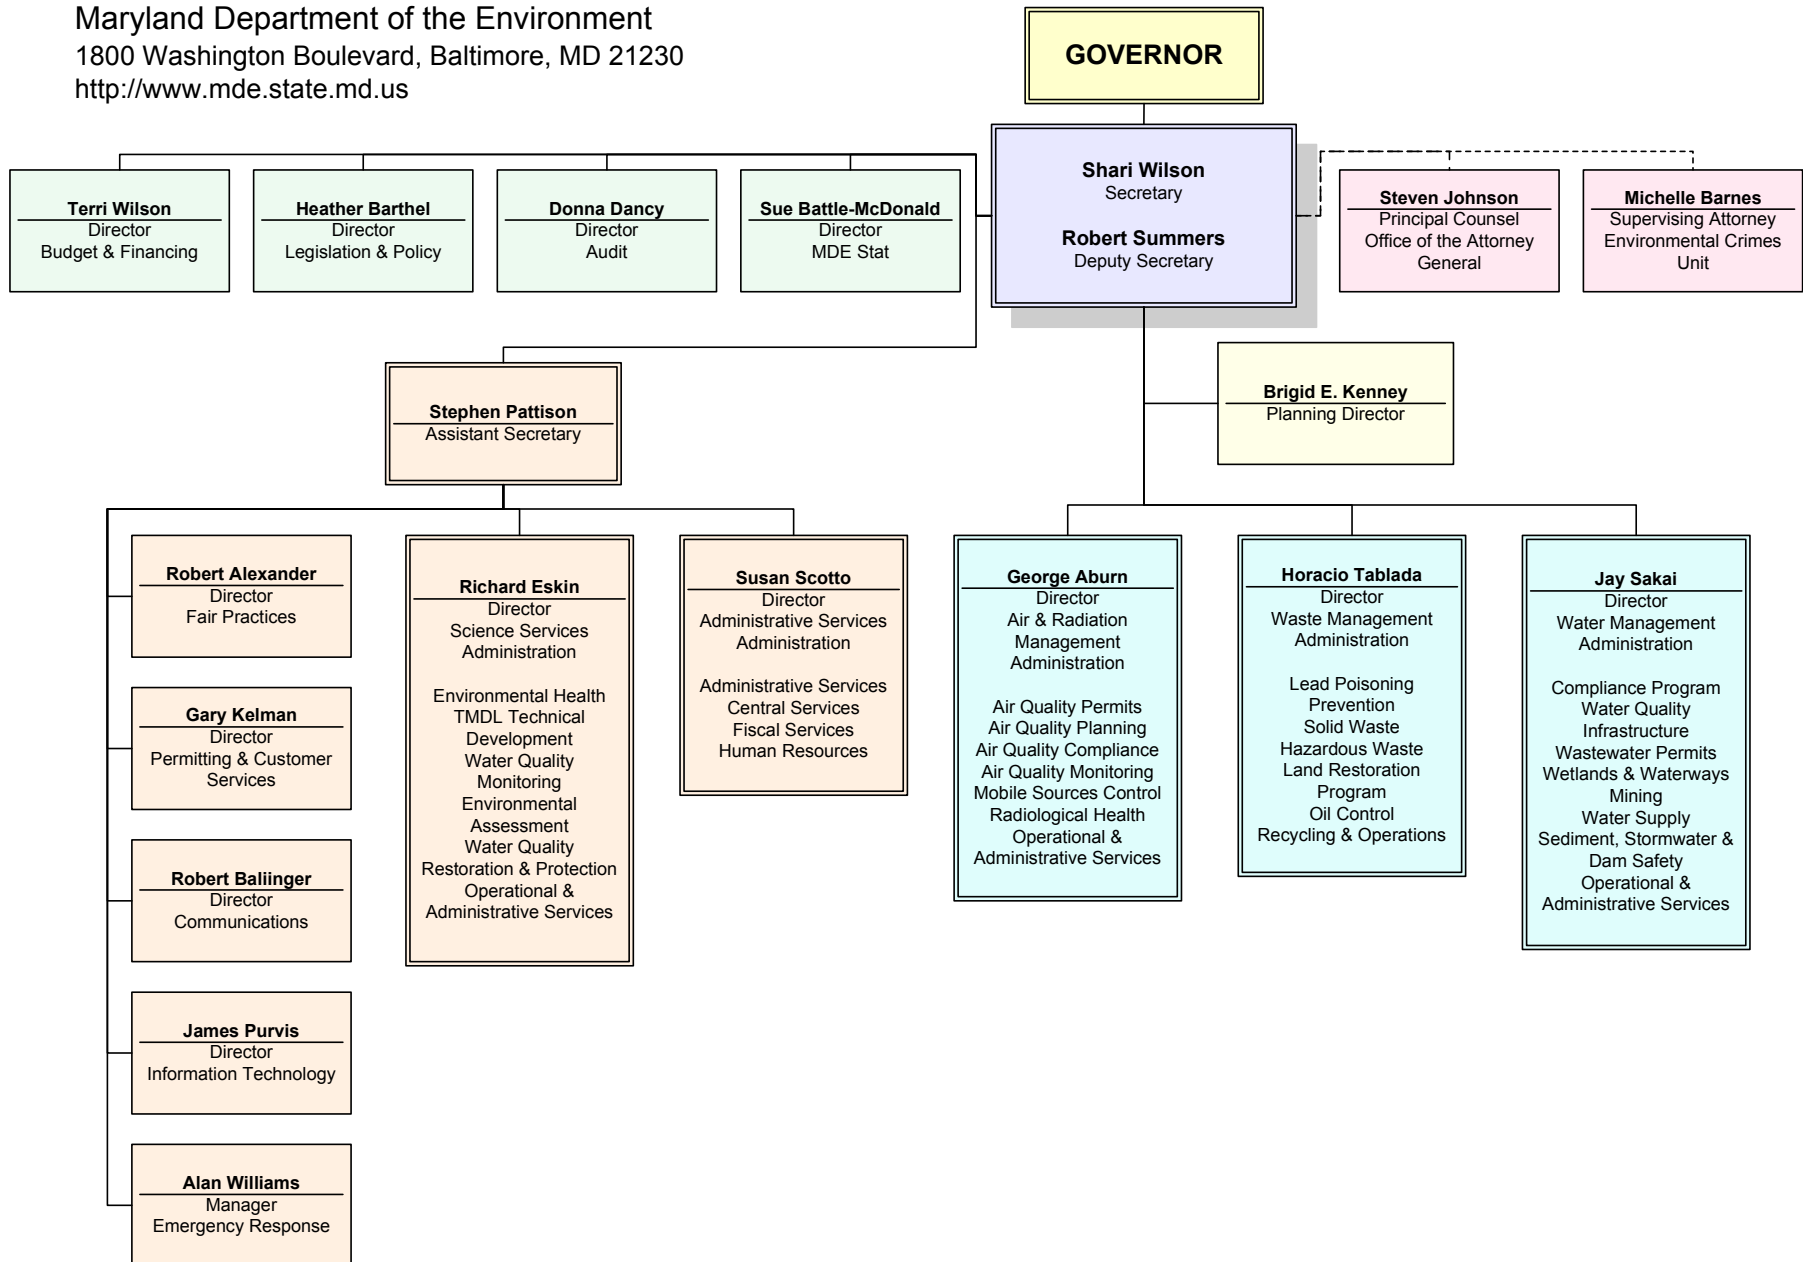 Maryland Department of the Environment
1800 Washington Boulevard, Baltimore, MD 21230
http://www.mde.state.md.us
GOVERNOR
Shari Wilson
Secretary
Robert Summers
Deputy Secretary
Terri Wilson
Director
Budget & Financing
Heather Barthel
Director
Legislation & Policy
Donna Dancy
Director
Audit
Sue Battle-McDonald
Director
MDE Stat
Steven Johnson
Principal Counsel
Office of the Attorney
General
Michelle Barnes
Supervising Attorney
Environmental Crimes
Unit
Stephen Pattison
Assistant Secretary
Brigid E. Kenney
Planning Director
Robert Alexander
Director
Fair Practices
Gary Kelman
Director
Permitting & Customer
Services
Robert Baliinger
Director
Communications
James Purvis
Director
Information Technology
Alan Williams
Manager
Emergency Response
Richard Eskin
Director
Science Services
Administration
Environmental Health
TMDL Technical
Development
Water Quality
Monitoring
Environmental
Assessment
Water Quality
Restoration & Protection
Operational &
Administrative Services
Susan Scotto
Director
Administrative Services
Administration
Administrative Services
Central Services
Fiscal Services
Human Resources
George Aburn
Director
Air & Radiation
Management
Administration
Air Quality Permits
Air Quality Planning
Air Quality Compliance
Air Quality Monitoring
Mobile Sources Control
Radiological Health
Operational &
Administrative Services
Horacio Tablada
Director
Waste Management
Administration
Lead Poisoning
Prevention
Solid Waste
Hazardous Waste
Land Restoration
Program
Oil Control
Recycling & Operations
Jay Sakai
Director
Water Management
Administration
Compliance Program
Water Quality
Infrastructure
Wastewater Permits
Wetlands & Waterways
Mining
Water Supply
Sediment, Stormwater &
Dam Safety
Operational &
Administrative Services